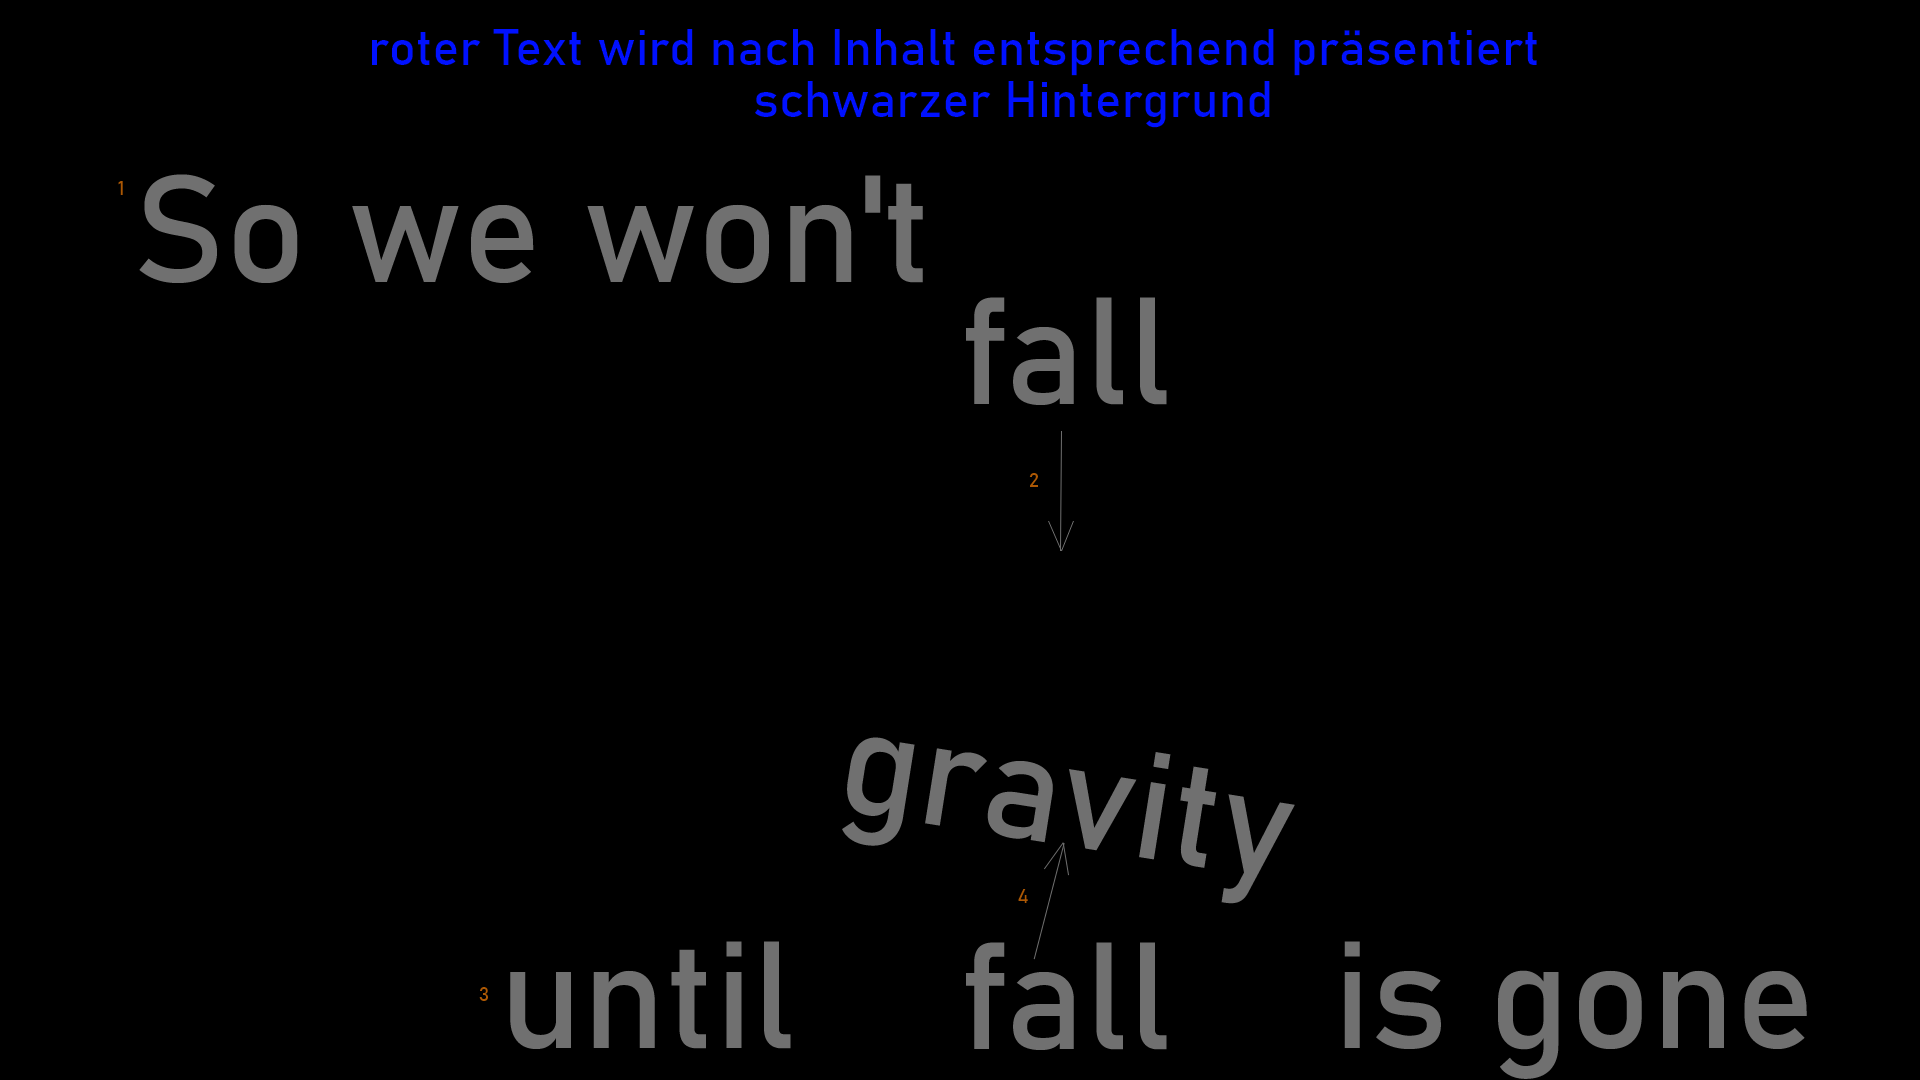 roter Text wird nach Inhalt entsprechend präsentiert
schwarzer Hintergrund
1 So we won't
fall
2
gravity
4
3 until fall is gone